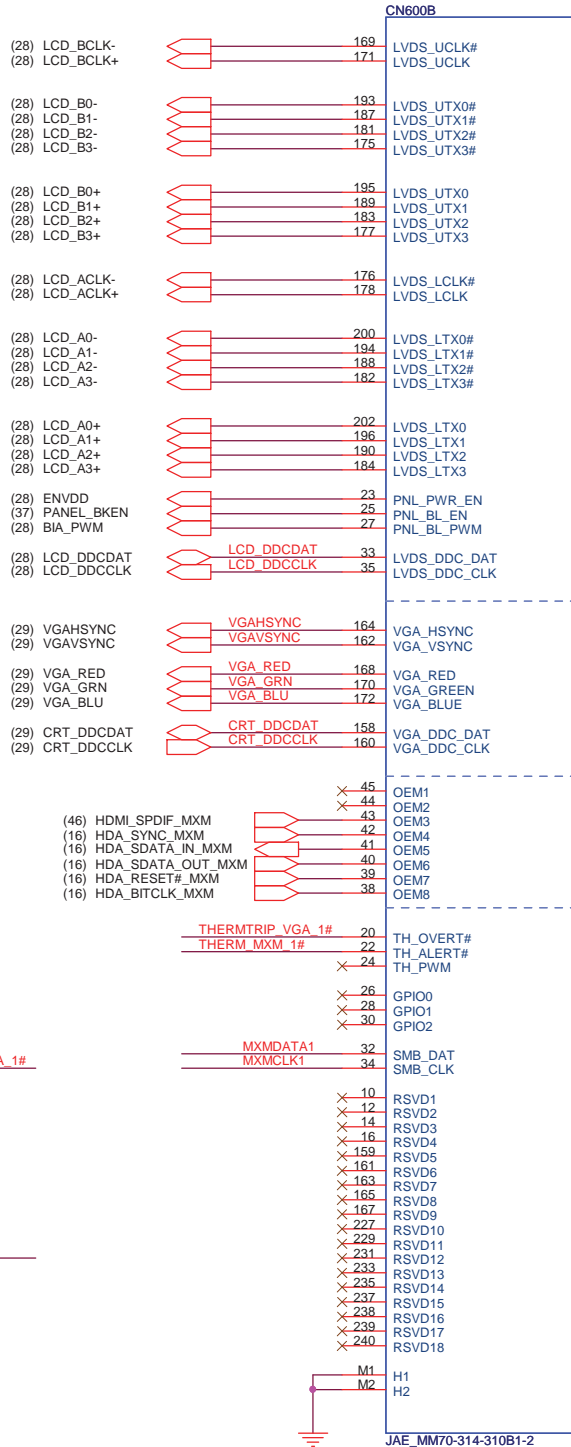 CN600B
(28) LCD_BCLK- 169 LVDS_UCLK#
(28) LCD_BCLK+ 171 LVDS_UCLK
(28) LCD_B0- 193 LVDS_UTX0#
(28) LCD_B1- 187 LVDS_UTX1#
(28) LCD_B2- 181 LVDS_UTX2#
(28) LCD_B3- 175 LVDS_UTX3#
(28) LCD_B0+ 195 LVDS_UTX0
(28) LCD_B1+ 189 LVDS_UTX1
(28) LCD_B2+ 183 LVDS_UTX2
(28) LCD_B3+ 177 LVDS_UTX3
(28) LCD_ACLK- 176 LVDS_LCLK#
(28) LCD_ACLK+ 178 LVDS_LCLK
(28) LCD_A0- 200 LVDS_LTX0#
(28) LCD_A1- 194 LVDS_LTX1#
(28) LCD_A2- 188 LVDS_LTX2#
(28) LCD_A3- 182 LVDS_LTX3#
(28) LCD_A0+ 202 LVDS_LTX0
(28) LCD_A1+ 196 LVDS_LTX1
(28) LCD_A2+ 190 LVDS_LTX2
(28) LCD_A3+ 184 LVDS_LTX3
(28) ENVDD 23 PNL_PWR_EN
(37) PANEL_BKEN 25 PNL_BL_EN
(28) BIA_PWM 27 PNL_BL_PWM
(28) LCD_DDCDAT LCD_DDCDAT 33 LVDS_DDC_DAT
(28) LCD_DDCCLK LCD_DDCCLK 35 LVDS_DDC_CLK
(29) VGAHSYNC VGAHSYNC 164 VGA_HSYNC
(29) VGAVSYNC VGAVSYNC 162 VGA_VSYNC
(29) VGA_RED VGA_RED 168 VGA_RED
(29) VGA_GRN VGA_GRN 170 VGA_GREEN
(29) VGA_BLU VGA_BLU 172 VGA_BLUE
(29) CRT_DDCDAT CRT_DDCDAT 158 VGA_DDC_DAT
(29) CRT_DDCCLK CRT_DDCCLK 160 VGA_DDC_CLK
45 OEM1
44 OEM2
(46) HDMI_SPDIF_MXM 43 OEM3
(16) HDA_SYNC_MXM 42 OEM4
(16) HDA_SDATA_IN_MXM 41 OEM5
(16) HDA_SDATA_OUT_MXM 40 OEM6
(16) HDA_RESET#_MXM 39 OEM7
(16) HDA_BITCLK_MXM 38 OEM8
THERMTRIP_VGA_1# 20 TH_OVERT#
THERM_MXM_1# 22 TH_ALERT#
24 TH_PWM
26 GPIO0
28 GPIO1
30 GPIO2
MXMDATA1 32 SMB_DAT
A_1# MXMCLK1 34 SMB_CLK
10 RSVD1
12 RSVD2
14 RSVD3
16 RSVD4
159 RSVD5
161 RSVD6
163 RSVD7
165 RSVD8
167 RSVD9
227 RSVD10
229 RSVD11
231 RSVD12
233 RSVD13
235 RSVD14
237 RSVD15
238 RSVD16
239 RSVD17
240 RSVD18
M1 H1
M2 H2
JAE_MM70-314-310B1-2